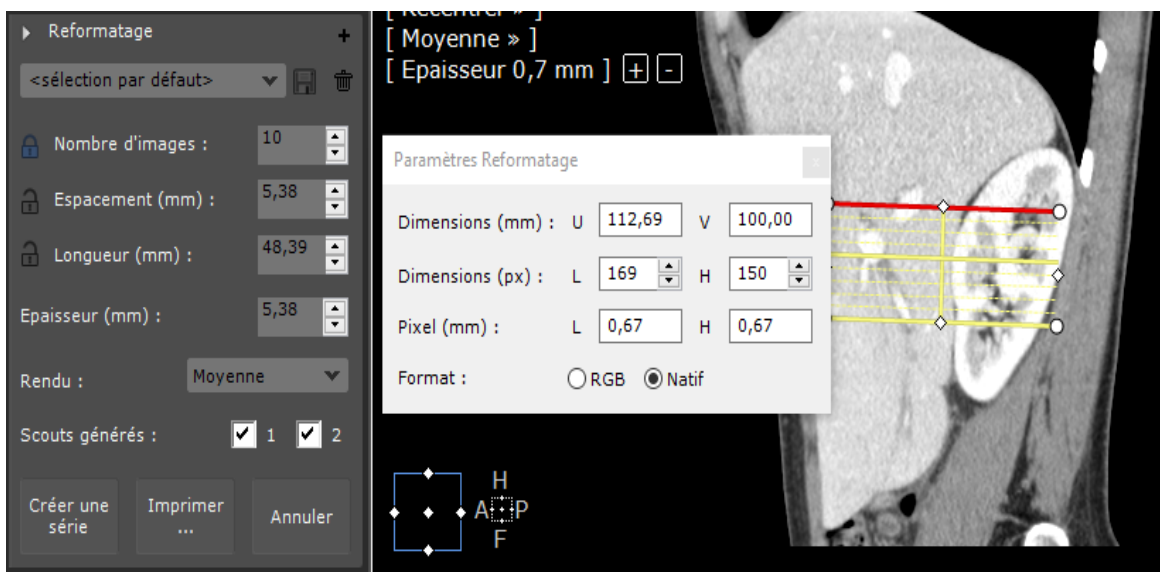 Reformatage +
<sélection par défaut>
Nombre d'images : 10
Espacement (mm) : 5,38
Longueur (mm) : 48,39
Epaisseur (mm) : 5,38
Rendu : Moyenne
Scouts générés : 1 2
Créer une série
Imprimer ...
Annuler
[ Recentrer » ]
[ Moyenne » ]
[ Epaisseur 0,7 mm ] + -
Paramètres Reformatage x
Dimensions (mm) : U 112,69 V 100,00
Dimensions (px) : L 169 H 150
Pixel (mm) : L 0,67 H 0,67
Format : RGB Natif
H
A P
F